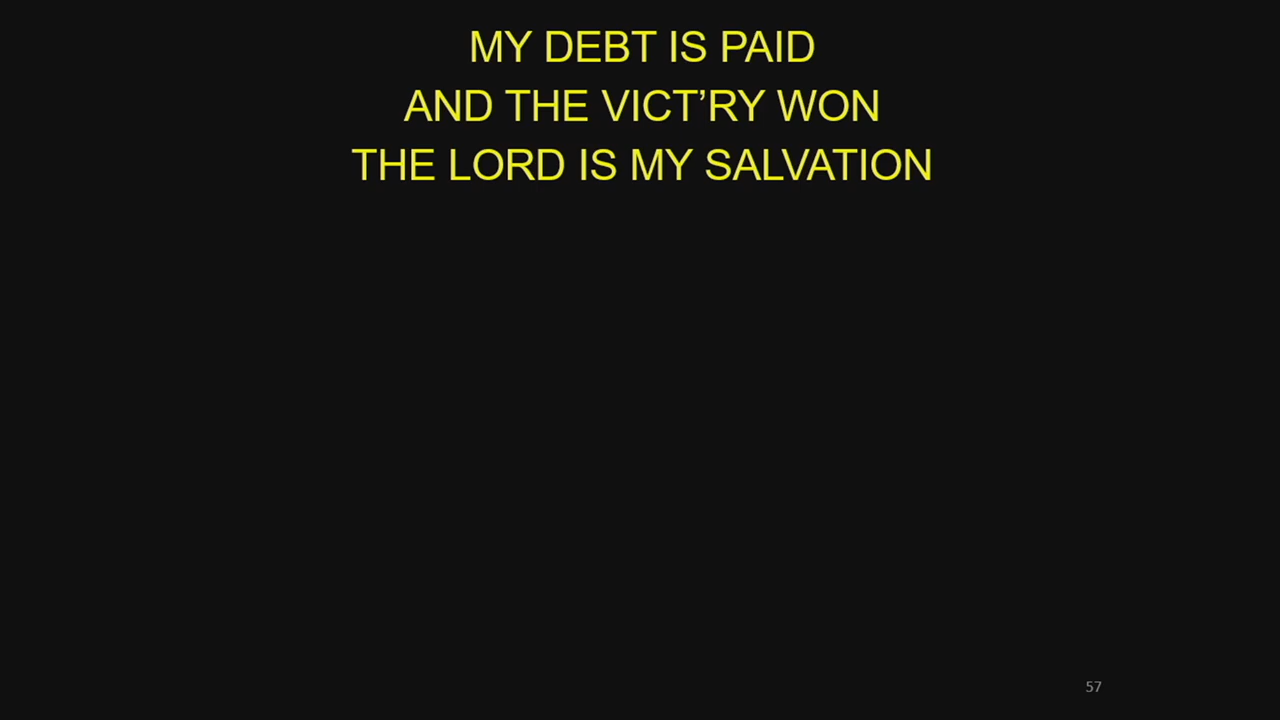 MY DEBT IS PAID
AND THE VICT’RY WON
THE LORD IS MY SALVATION
57